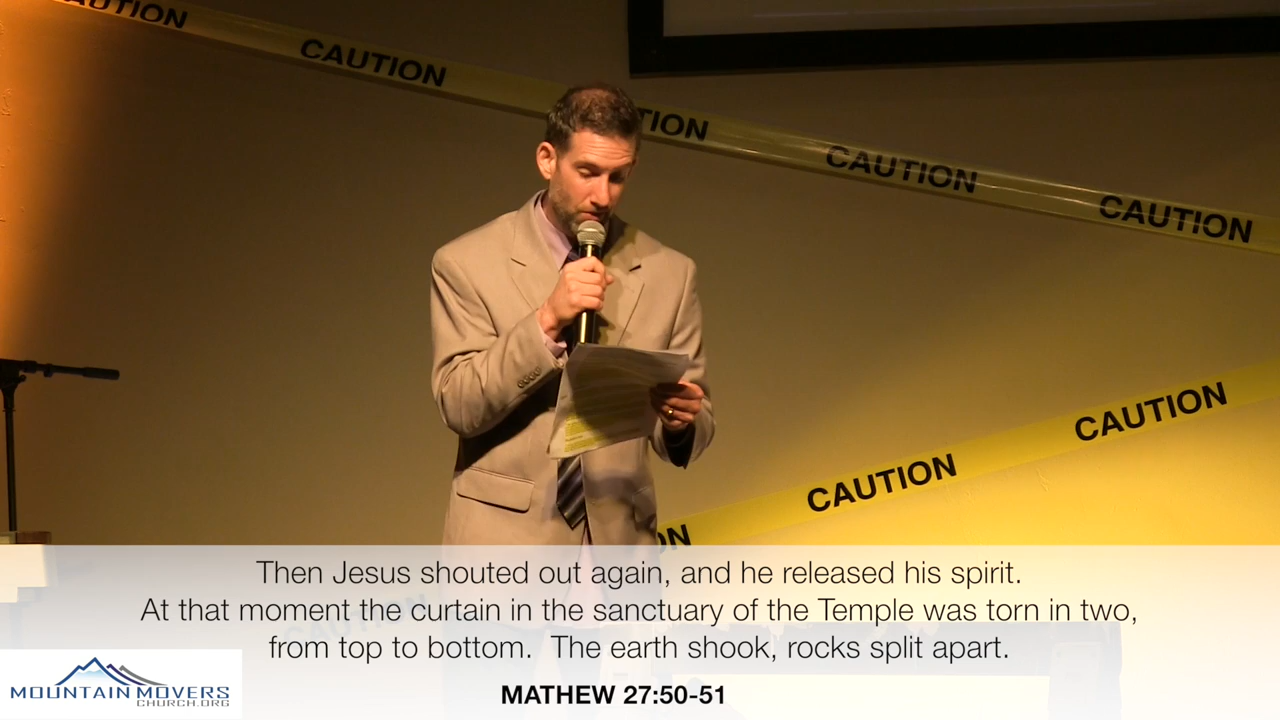 CAUTION
CAUTION
CAUTION
CAUTION
CAUTION
CAUTION
Then Jesus shouted out again, and he released his spirit.
At that moment the curtain in the sanctuary of the Temple was torn in two,
from top to bottom. The earth shook, rocks split apart.
MATHEW 27:50-51
MOUNTAIN MOVERS
CHURCH.ORG